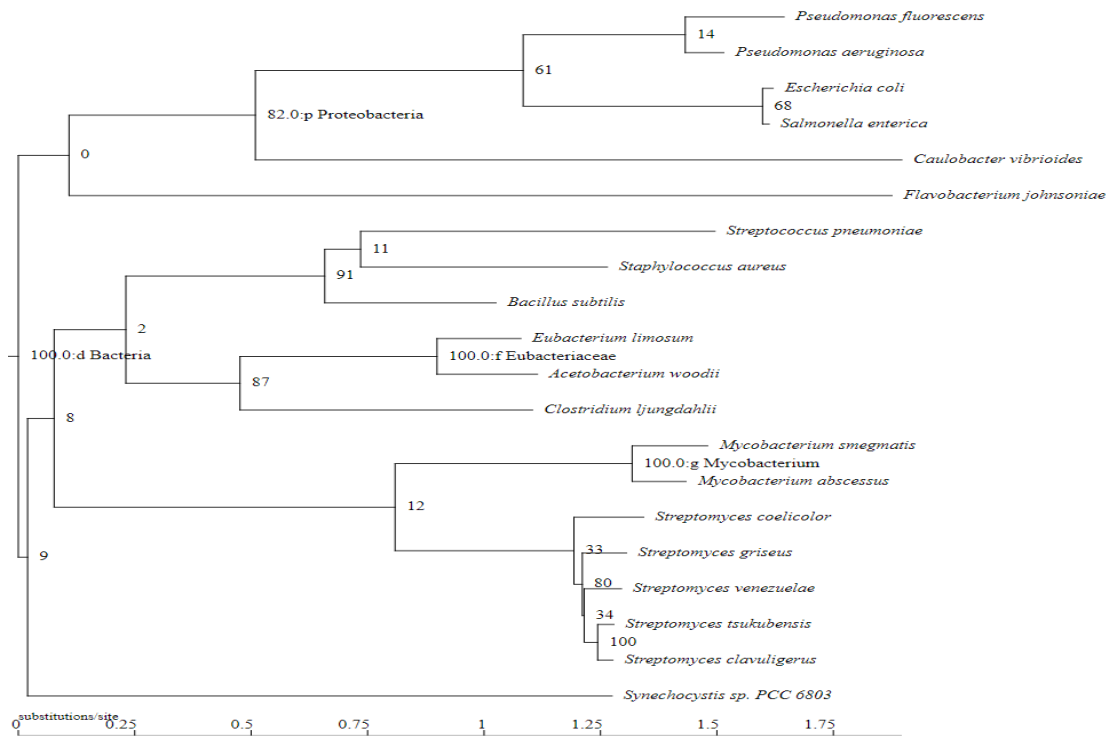 Pseudomonas fluorescens
14
Pseudomonas aeruginosa
61
Escherichia coli
68
82.0:p Proteobacteria
Salmonella enterica
0
Caulobacter vibrioides
Flavobacterium johnsoniae
Streptococcus pneumoniae
11
Staphylococcus aureus
91
Bacillus subtilis
2
Eubacterium limosum
100.0:d Bacteria
100.0:f Eubacteriaceae
Acetobacterium woodii
87
Clostridium ljungdahlii
8
Mycobacterium smegmatis
100.0:g Mycobacterium
Mycobacterium abscessus
12
Streptomyces coelicolor
33
Streptomyces griseus
9
80
Streptomyces venezuelae
34
Streptomyces tsukubensis
100
Streptomyces clavuligerus
Synechocystis sp. PCC 6803
substitutions/site
0 0.25 0.5 0.75 1 1.25 1.5 1.75